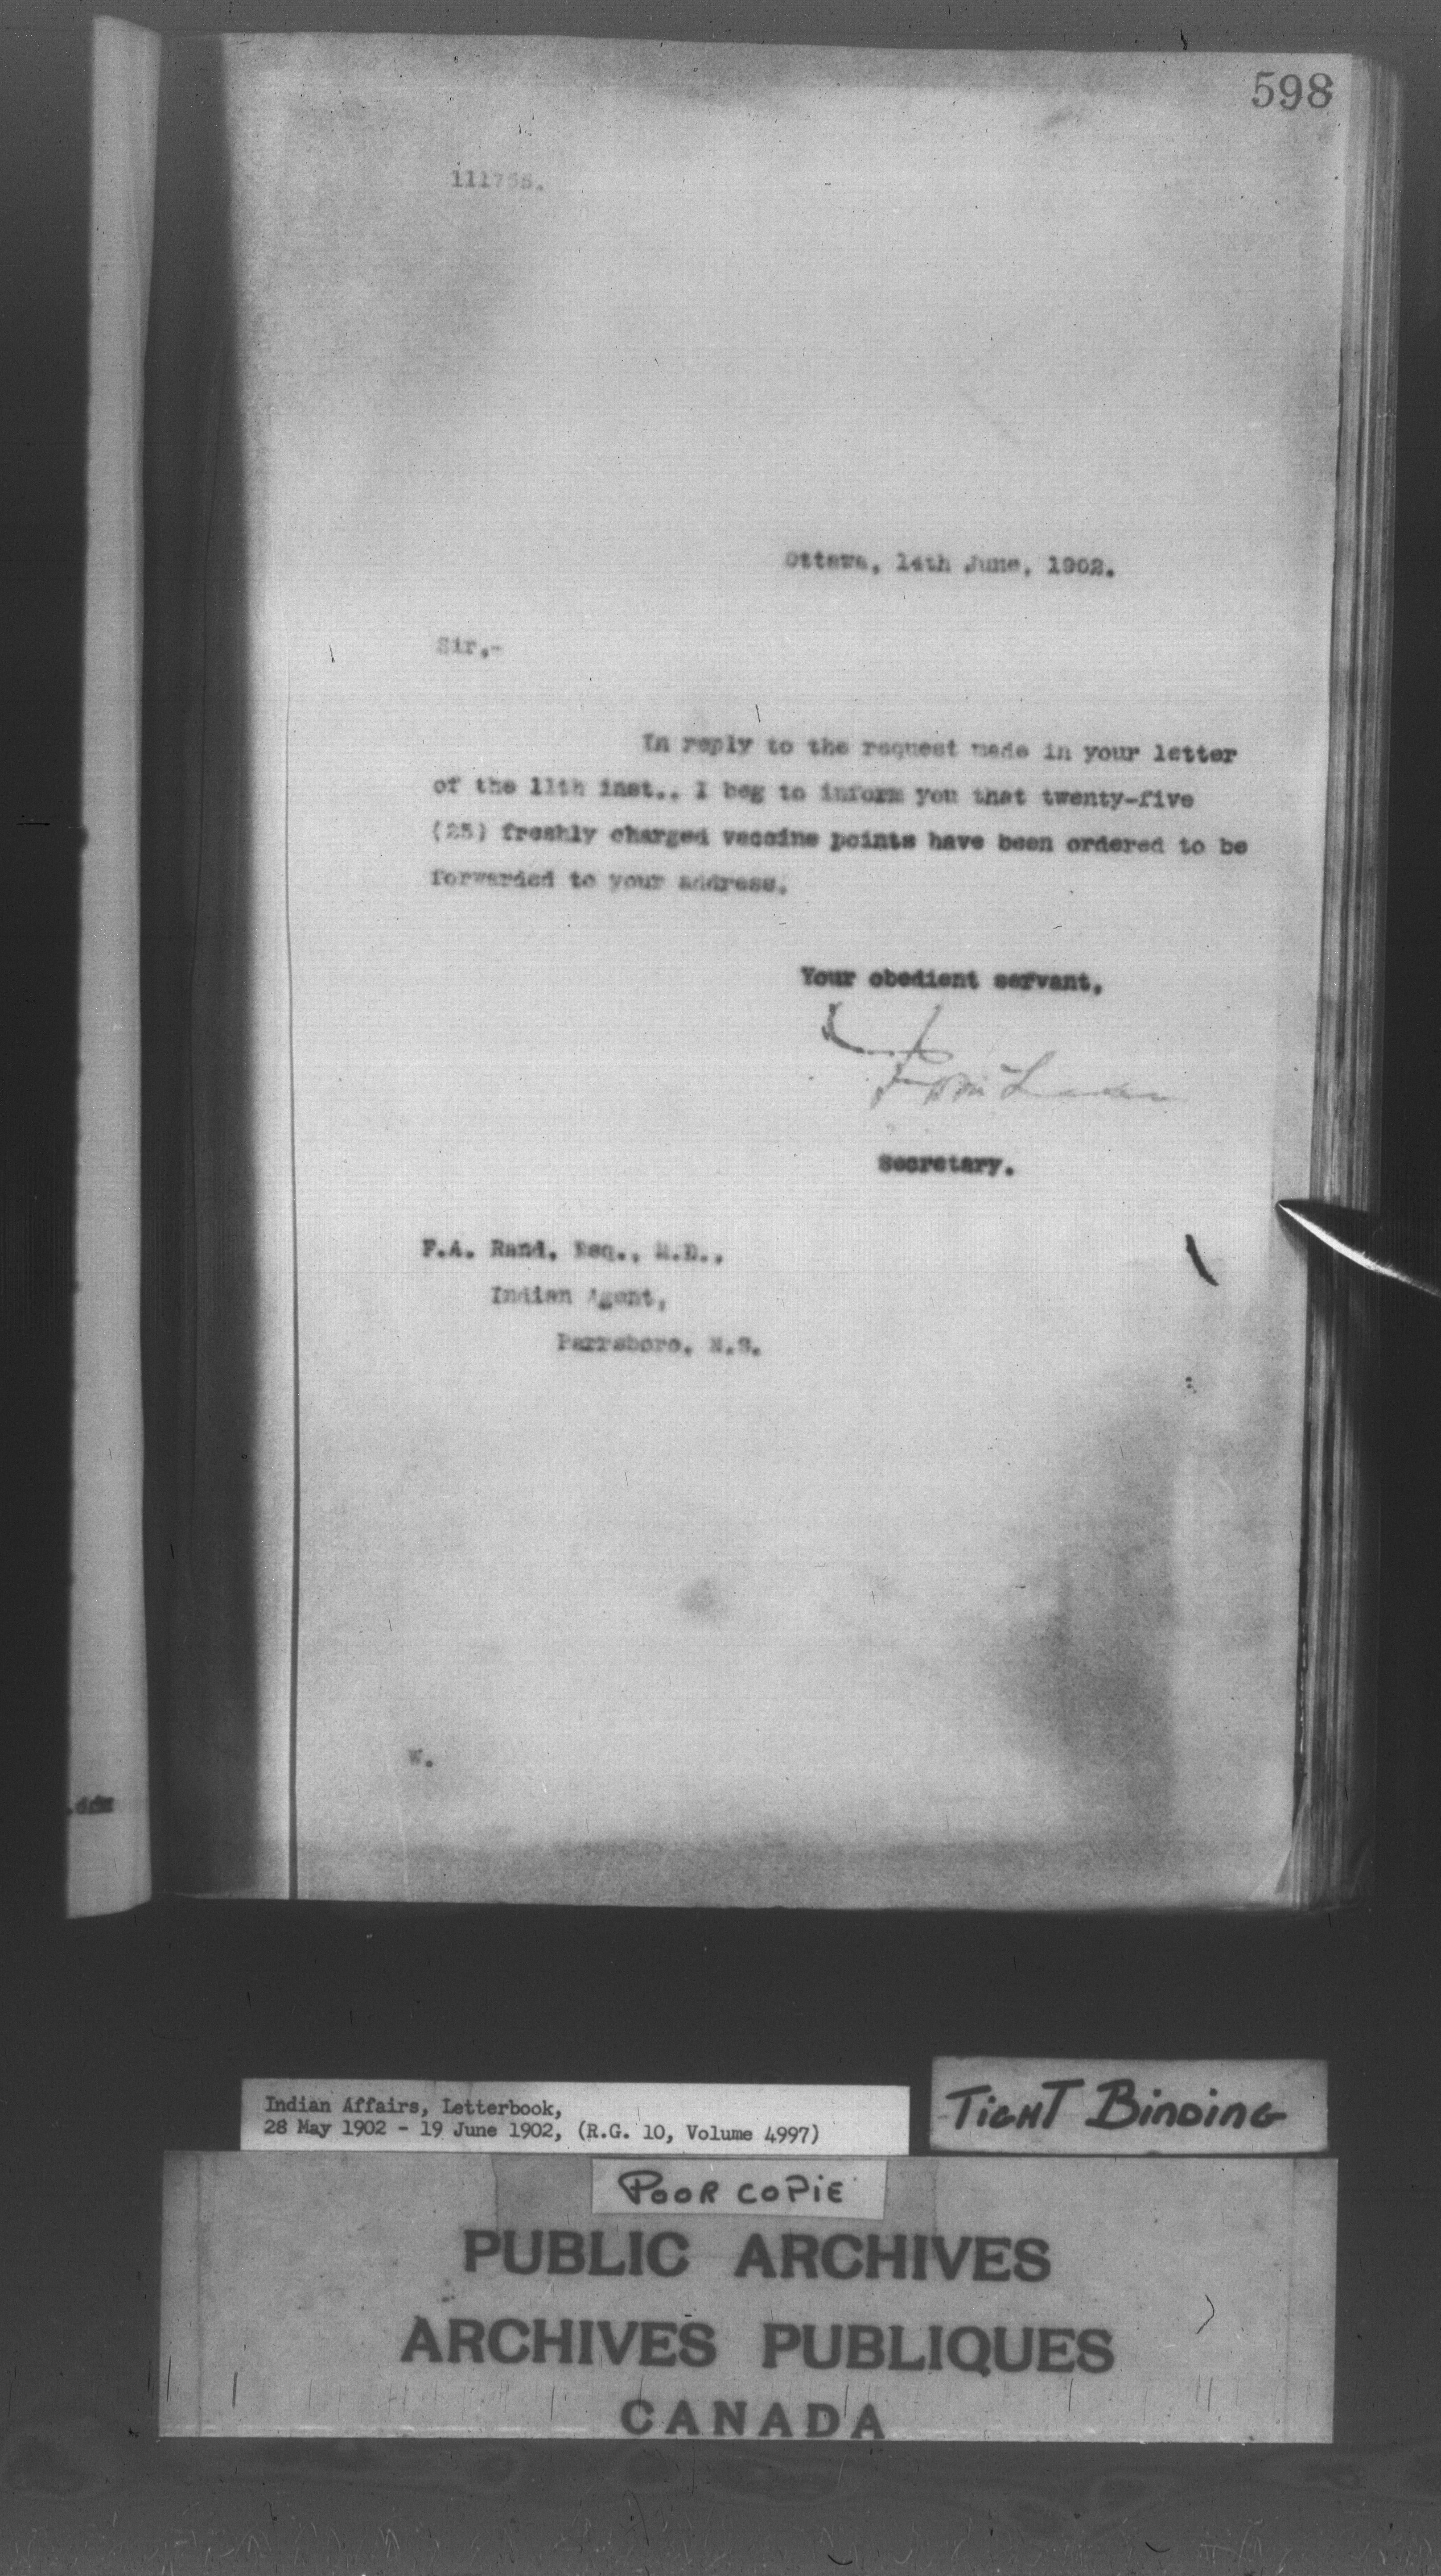 598
111755.
Ottawa, 14th June, 1902.
Sir,-
In reply to the request made in your letter
of the 11th inst.. I beg to inform you that twenty-five
(25) freshly charged vaccine points have been ordered to be
forwarded to your address.
Your obedient servant,
Secretary.
F.A. Rand, Esq., M.D.,
Indian Agent,
Parrsboro, N.S.
W.
Indian Affairs, Letterbook,
28 May 1902 - 19 June 1902, (R.G. 10, Volume 4997)
TIGHT BINDING
POOR COPIE
PUBLIC ARCHIVES
ARCHIVES PUBLIQUES
CANADA